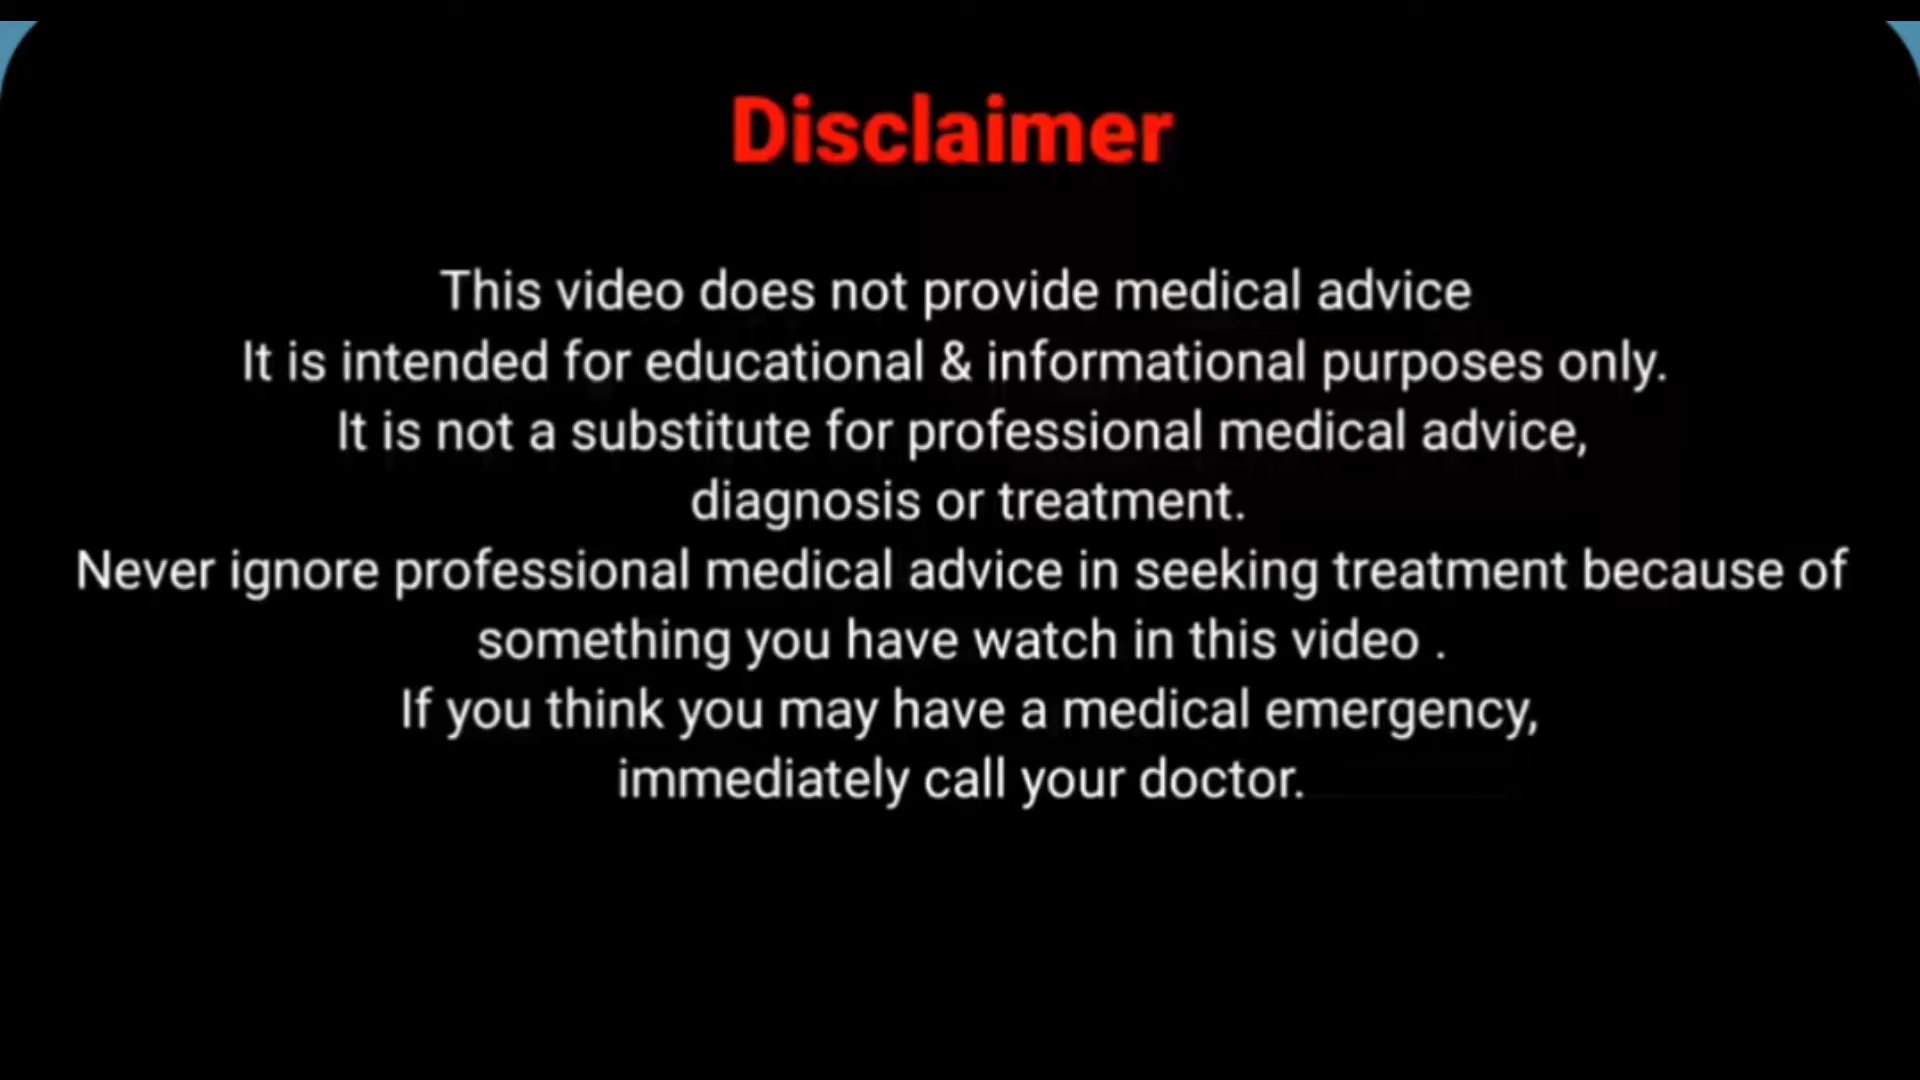 Disclaimer
This video does not provide medical advice
It is intended for educational & informational purposes only.
It is not a substitute for professional medical advice,
diagnosis or treatment.
Never ignore professional medical advice in seeking treatment because of
something you have watch in this video .
If you think you may have a medical emergency,
immediately call your doctor.